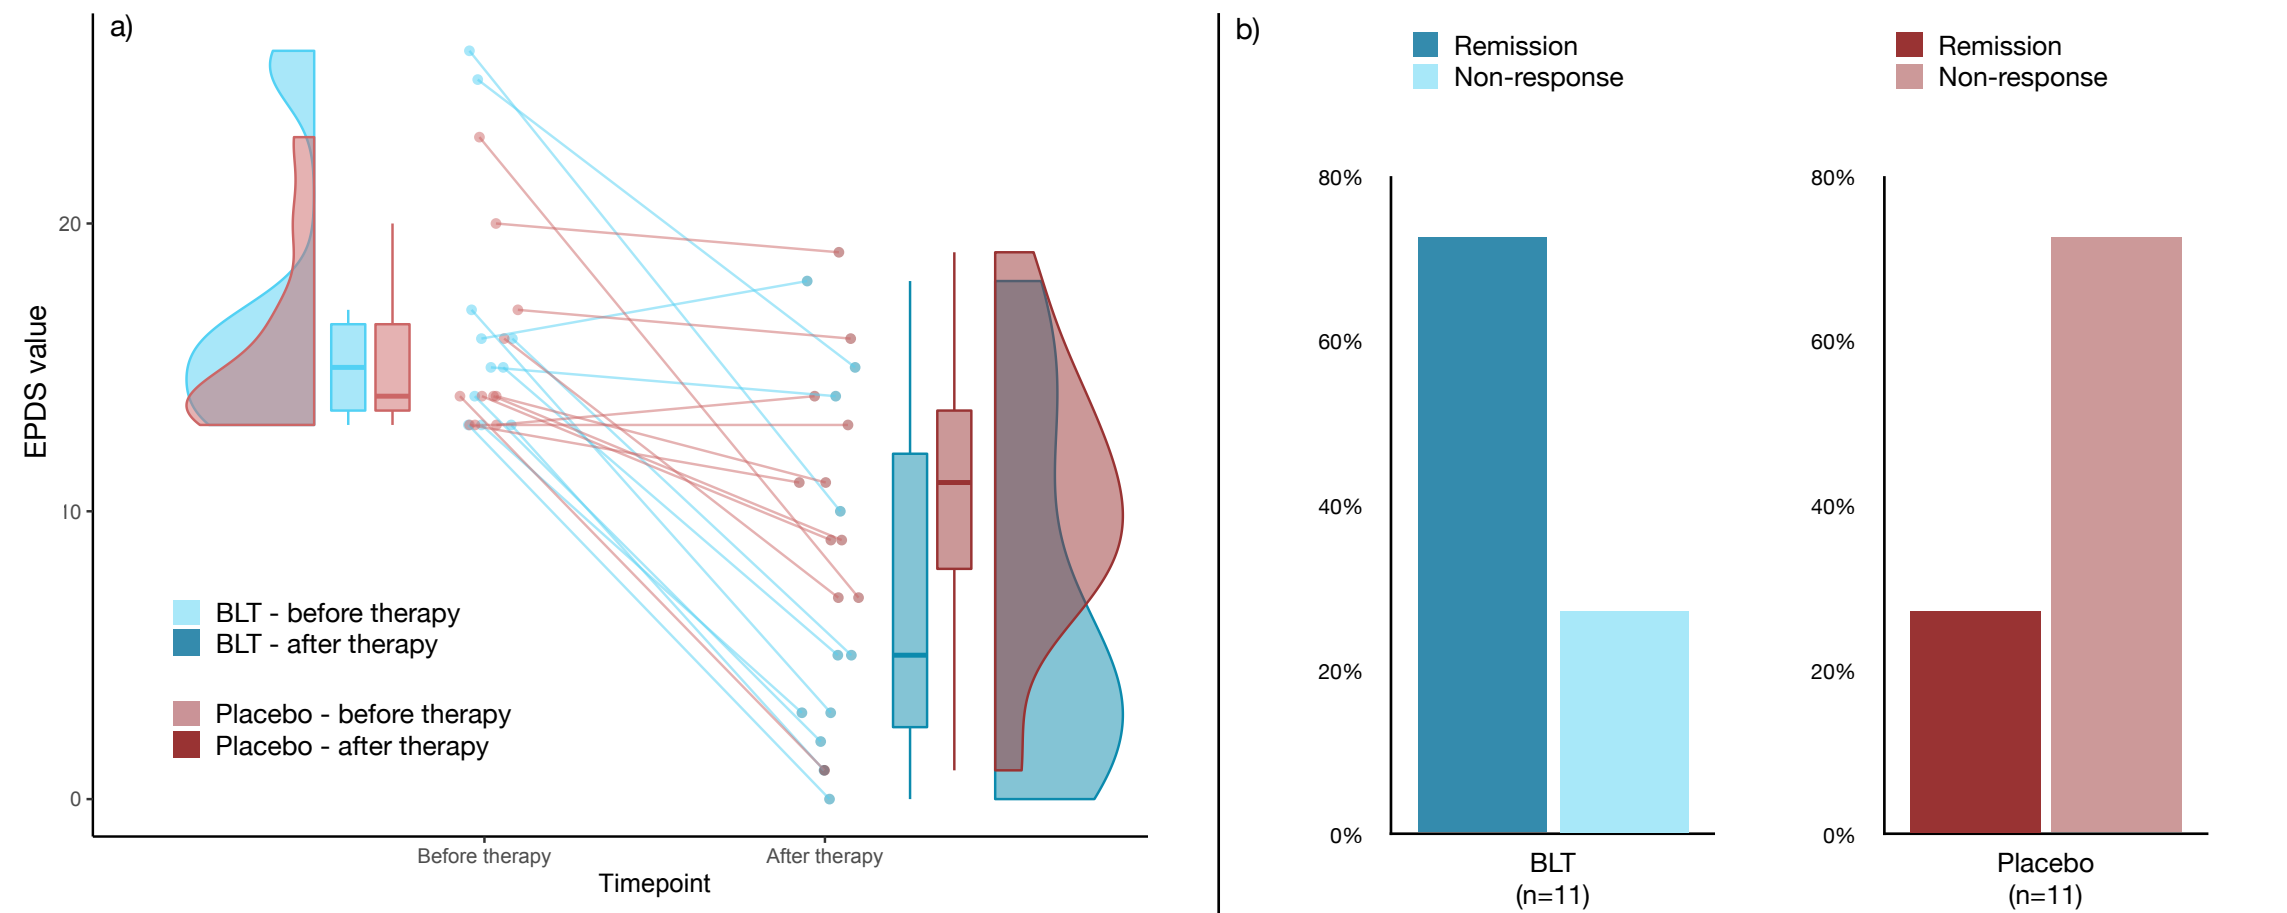 a)
EPDS value
20
10
0
BLT - before therapy
BLT - after therapy
Placebo - before therapy
Placebo - after therapy
Before therapy
After therapy
Timepoint
b)
Remission
Non-response
80%
60%
40%
20%
0%
BLT
(n=11)
Remission
Non-response
80%
60%
40%
20%
0%
Placebo
(n=11)